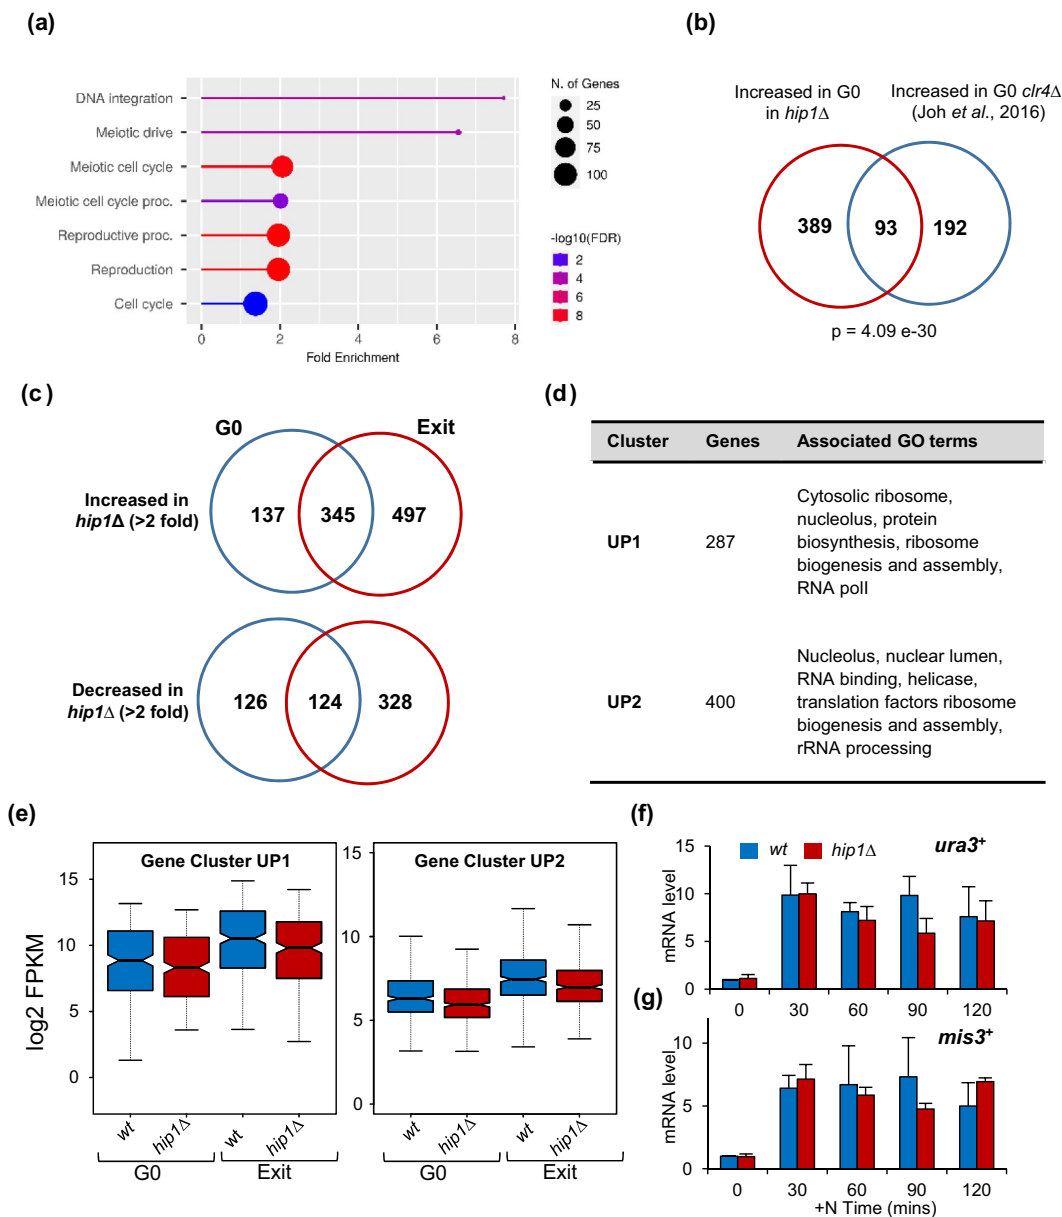 (a)
DNA integration
Meiotic drive
Meiotic cell cycle
Meiotic cell cycle proc.
Reproductive proc.
Reproduction
Cell cycle
0 2 4 6 8
Fold Enrichment
N. of Genes
25
50
75
100
-log10(FDR)
2
4
6
8
(b)
Increased in G0
in hip1Δ
Increased in G0 clr4Δ
(Joh et al., 2016)
389 93 192
p = 4.09 e-30
(c)
G0 Exit
Increased in
hip1Δ (>2 fold)
137 345 497
Decreased in
hip1Δ (>2 fold)
126 124 328
(d)
Cluster Genes Associated GO terms
UP1 287
Cytosolic ribosome,
nucleolus, protein
biosynthesis, ribosome
biogenesis and assembly,
RNA polI
UP2 400
Nucleolus, nuclear lumen,
RNA binding, helicase,
translation factors ribosome
biogenesis and assembly,
rRNA processing
(e)
Gene Cluster UP1
log2 FPKM
15
10
5
0
wt hip1Δ wt hip1Δ
G0 Exit
Gene Cluster UP2
15
10
5
0
wt hip1Δ wt hip1Δ
G0 Exit
(f)
wt hip1Δ
ura3+
mRNA level
15
10
5
0
0 30 60 90 120
(g)
mis3+
mRNA level
10
5
0
0 30 60 90 120
+N Time (mins)